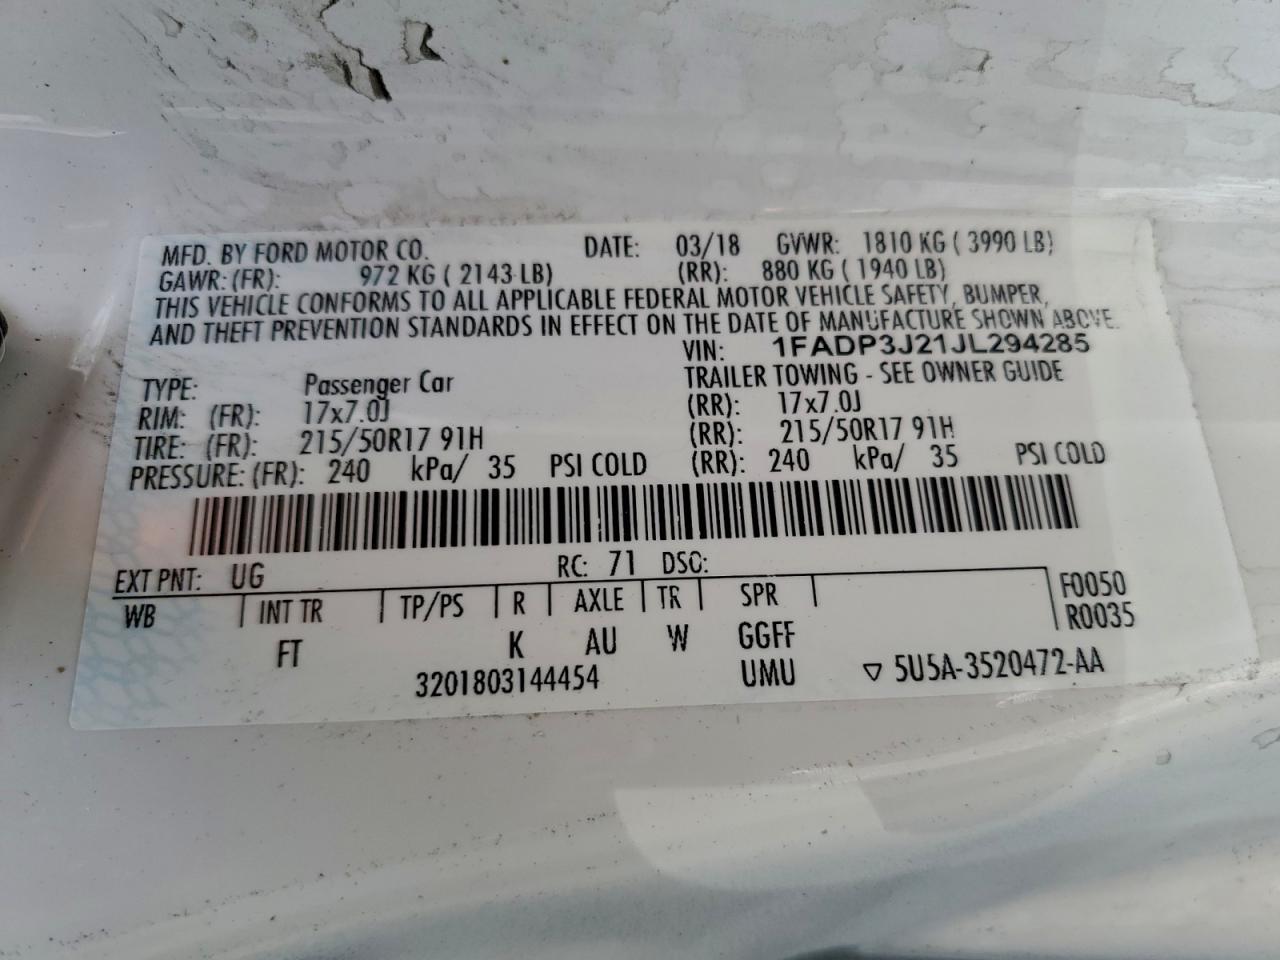 MFD. BY FORD MOTOR CO. DATE: 03/18 GVWR: 1810 KG ( 3990 LB)
GAWR: (FR): 972 KG ( 2143 LB) (RR): 880 KG ( 1940 LB)
THIS VEHICLE CONFORMS TO ALL APPLICABLE FEDERAL MOTOR VEHICLE SAFETY, BUMPER,
AND THEFT PREVENTION STANDARDS IN EFFECT ON THE DATE OF MANUFACTURE SHOWN ABOVE.
VIN: 1FADP3J21JL294285
TYPE: Passenger Car TRAILER TOWING - SEE OWNER GUIDE
RIM: (FR): 17x7.0J (RR): 17x7.0J
TIRE: (FR): 215/50R17 91H (RR): 215/50R17 91H
PRESSURE: (FR): 240 kPa/ 35 PSI COLD (RR): 240 kPa/ 35 PSI COLD
EXT PNT: UG RC: 71 DSO:
WB INT TR TP/PS R AXLE TR SPR F0050
R0035
FT K AU W GGFF
3201803144454 UMU ▽ 5U5A-3520472-AA